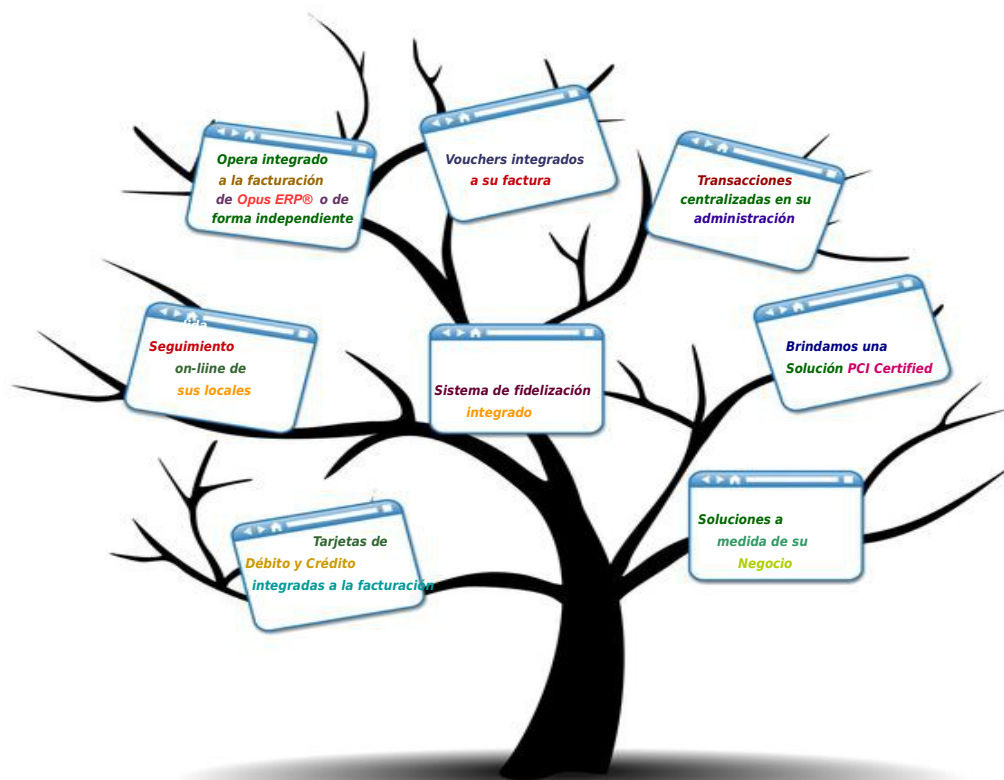 Opera integrado
a la facturación
de Opus ERP® o de
forma independiente
Vouchers integrados
a su factura
Transacciones
centralizadas en su
administración
Seguimiento
on-liine de
sus locales
Sistema de fidelización
integrado
Brindamos una
Solución PCI Certified
Tarjetas de
Débito y Crédito
integradas a la facturación
Soluciones a
medida de su
Negocio